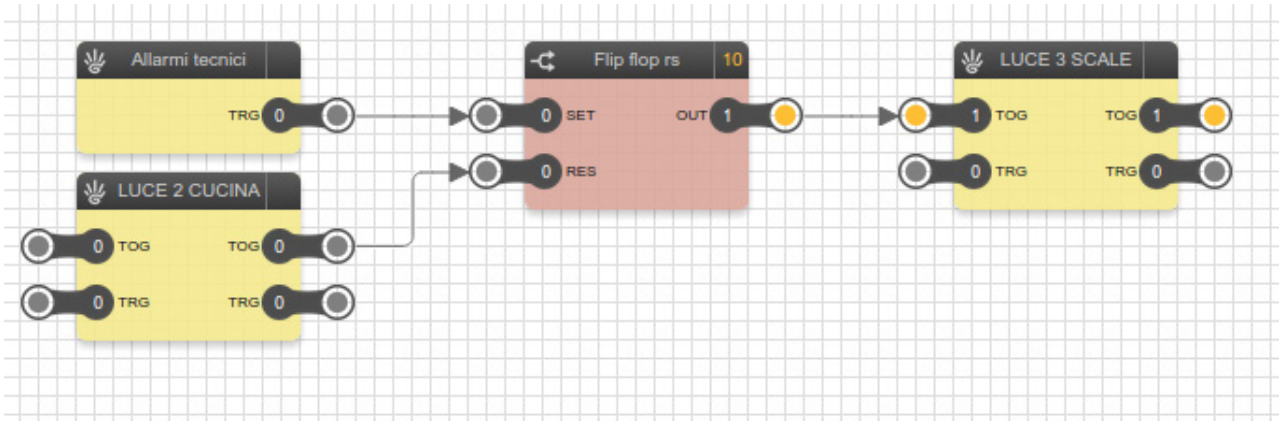 Allarmi tecnici
TRG 0
LUCE 2 CUCINA
0 TOG TOG 0
0 TRG TRG 0
Flip flop rs 10
0 SET OUT 1
0 RES
LUCE 3 SCALE
1 TOG TOG 1
0 TRG TRG 0